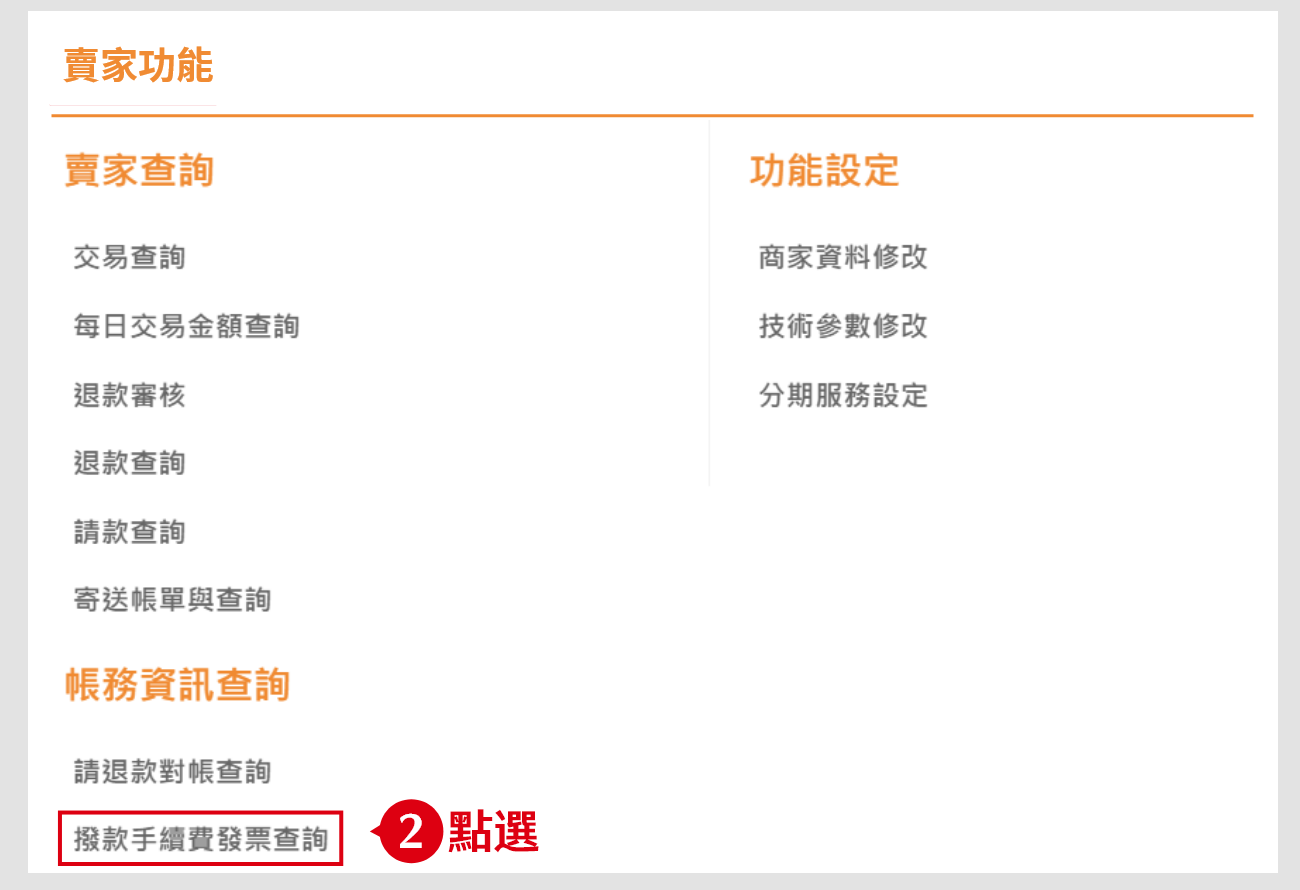 賣家功能
賣家查詢
交易查詢
每日交易金額查詢
退款審核
退款查詢
請款查詢
寄送帳單與查詢
帳務資訊查詢
請退款對帳查詢
撥款手續費發票查詢
2 點選
功能設定
商家資料修改
技術參數修改
分期服務設定